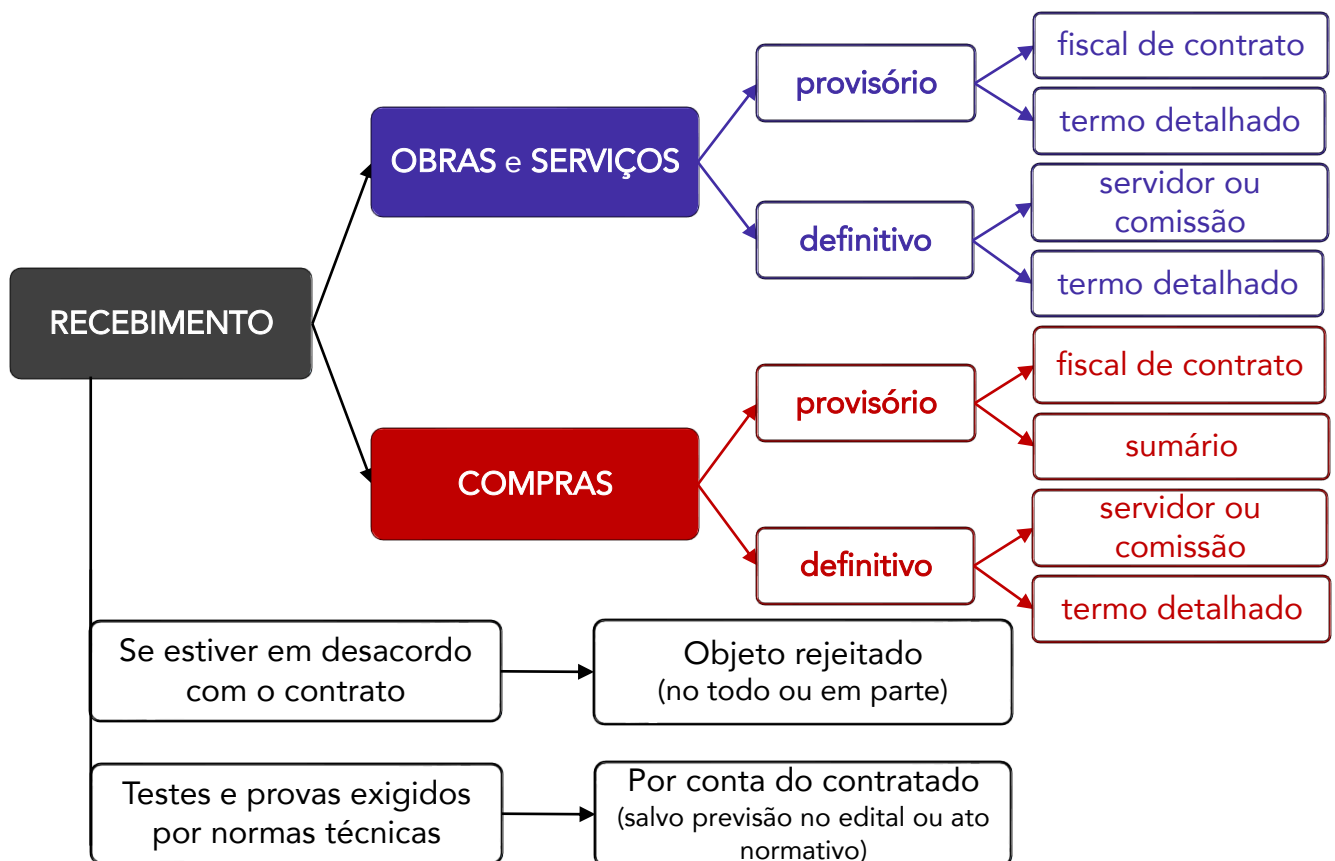 RECEBIMENTO
OBRAS e SERVIÇOS
provisório
fiscal de contrato
termo detalhado
definitivo
servidor ou
comissão
termo detalhado
COMPRAS
provisório
fiscal de contrato
sumário
definitivo
servidor ou
comissão
termo detalhado
Se estiver em desacordo
com o contrato
Objeto rejeitado
(no todo ou em parte)
Testes e provas exigidos
por normas técnicas
Por conta do contratado
(salvo previsão no edital ou ato
normativo)